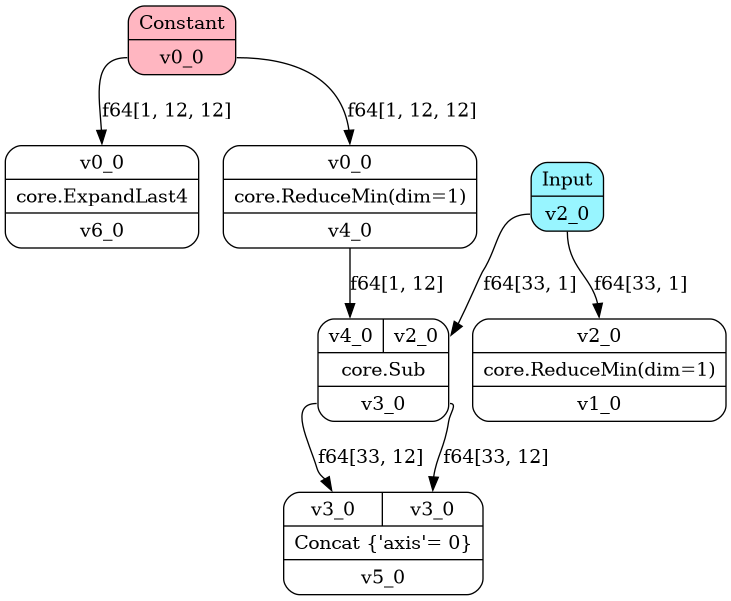 Constant
v0_0
f64[1, 12, 12]
f64[1, 12, 12]
v0_0
core.ExpandLast4
v6_0
v0_0
core.ReduceMin(dim=1)
v4_0
Input
v2_0
f64[1, 12]
f64[33, 1]
f64[33, 1]
v4_0 v2_0
core.Sub
v3_0
v2_0
core.ReduceMin(dim=1)
v1_0
f64[33, 12]
f64[33, 12]
v3_0 v3_0
Concat {'axis'= 0}
v5_0